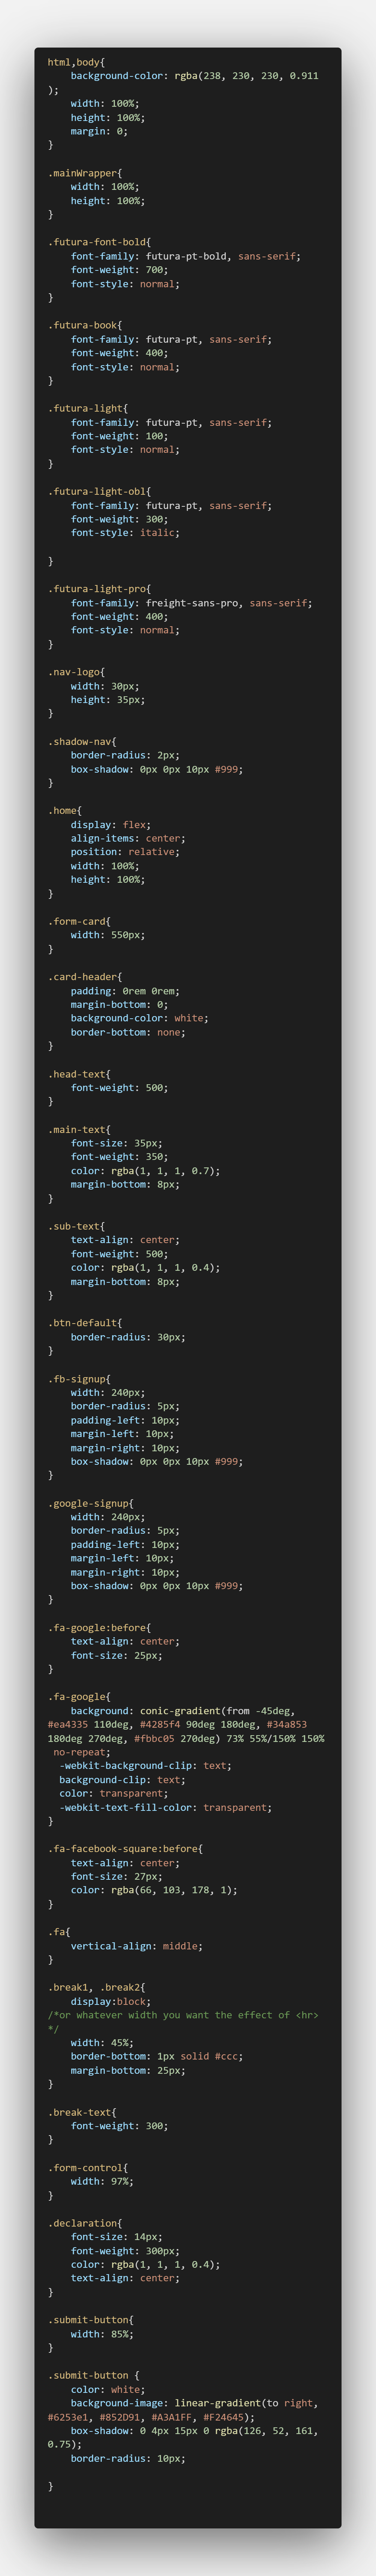 html,body{
    background-color: rgba(238, 230, 230, 0.911
);
    width: 100%;
    height: 100%;
    margin: 0;
}

.mainWrapper{
    width: 100%;
    height: 100%;
}

.futura-font-bold{
    font-family: futura-pt-bold, sans-serif;
    font-weight: 700;
    font-style: normal;
}

.futura-book{
    font-family: futura-pt, sans-serif;
    font-weight: 400;
    font-style: normal;
}

.futura-light{
    font-family: futura-pt, sans-serif;
    font-weight: 100;
    font-style: normal;
}

.futura-light-obl{
    font-family: futura-pt, sans-serif;
    font-weight: 300;
    font-style: italic;

}

.futura-light-pro{
    font-family: freight-sans-pro, sans-serif;
    font-weight: 400;
    font-style: normal;
}

.nav-logo{
    width: 30px;
    height: 35px;
}

.shadow-nav{
    border-radius: 2px;
    box-shadow: 0px 0px 10px #999;
}

.home{
    display: flex;
    align-items: center;
    position: relative;
    width: 100%;
    height: 100%;
}

.form-card{
    width: 550px;
}

.card-header{
    padding: 0rem 0rem;
    margin-bottom: 0;
    background-color: white;
    border-bottom: none;
}

.head-text{
    font-weight: 500;
}

.main-text{
    font-size: 35px;
    font-weight: 350;
    color: rgba(1, 1, 1, 0.7);
    margin-bottom: 8px;
}

.sub-text{
    text-align: center;
    font-weight: 500;
    color: rgba(1, 1, 1, 0.4);
    margin-bottom: 8px;
}

.btn-default{
    border-radius: 30px;
}

.fb-signup{
    width: 240px;
    border-radius: 5px;
    padding-left: 10px;
    margin-left: 10px;
    margin-right: 10px;
    box-shadow: 0px 0px 10px #999;
}

.google-signup{
    width: 240px;
    border-radius: 5px;
    padding-left: 10px;
    margin-left: 10px;
    margin-right: 10px;
    box-shadow: 0px 0px 10px #999;
}

.fa-google:before{
    text-align: center;
    font-size: 25px;
}

.fa-google{
    background: conic-gradient(from -45deg,
#ea4335 110deg, #4285f4 90deg 180deg, #34a853
180deg 270deg, #fbbc05 270deg) 73% 55%/150% 150%
 no-repeat;
  -webkit-background-clip: text;
  background-clip: text;
  color: transparent;
  -webkit-text-fill-color: transparent;
}

.fa-facebook-square:before{
    text-align: center;
    font-size: 27px;
    color: rgba(66, 103, 178, 1);
}

.fa{
    vertical-align: middle;
}

.break1, .break2{
    display:block;
/*or whatever width you want the effect of <hr>
*/
    width: 45%;
    border-bottom: 1px solid #ccc;
    margin-bottom: 25px;
}

.break-text{
    font-weight: 300;
}

.form-control{
    width: 97%;
}

.declaration{
    font-size: 14px;
    font-weight: 300px;
    color: rgba(1, 1, 1, 0.4);
    text-align: center;
}

.submit-button{
    width: 85%;
}

.submit-button {
    color: white;
    background-image: linear-gradient(to right,
#6253e1, #852D91, #A3A1FF, #F24645);
    box-shadow: 0 4px 15px 0 rgba(126, 52, 161,
0.75);
    border-radius: 10px;

}